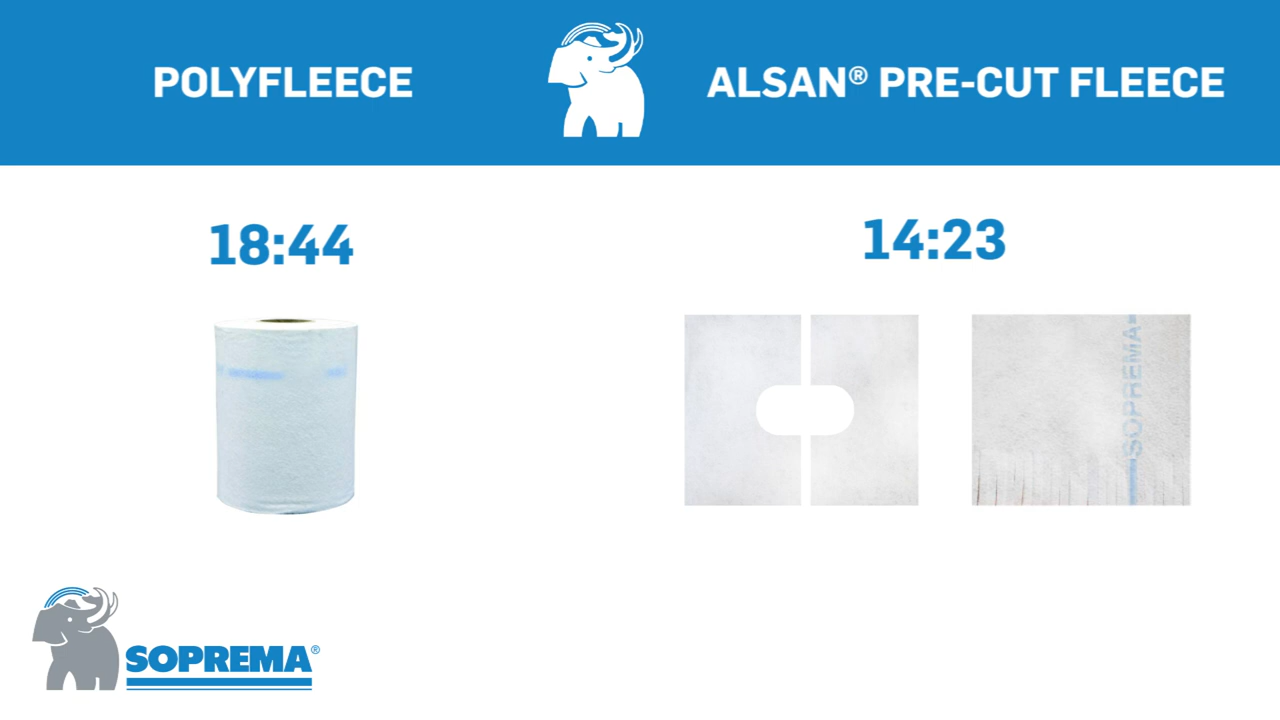 POLYFLEECE
ALSAN® PRE-CUT FLEECE
18:44
14:23
SOPREMA
SOPREMA®